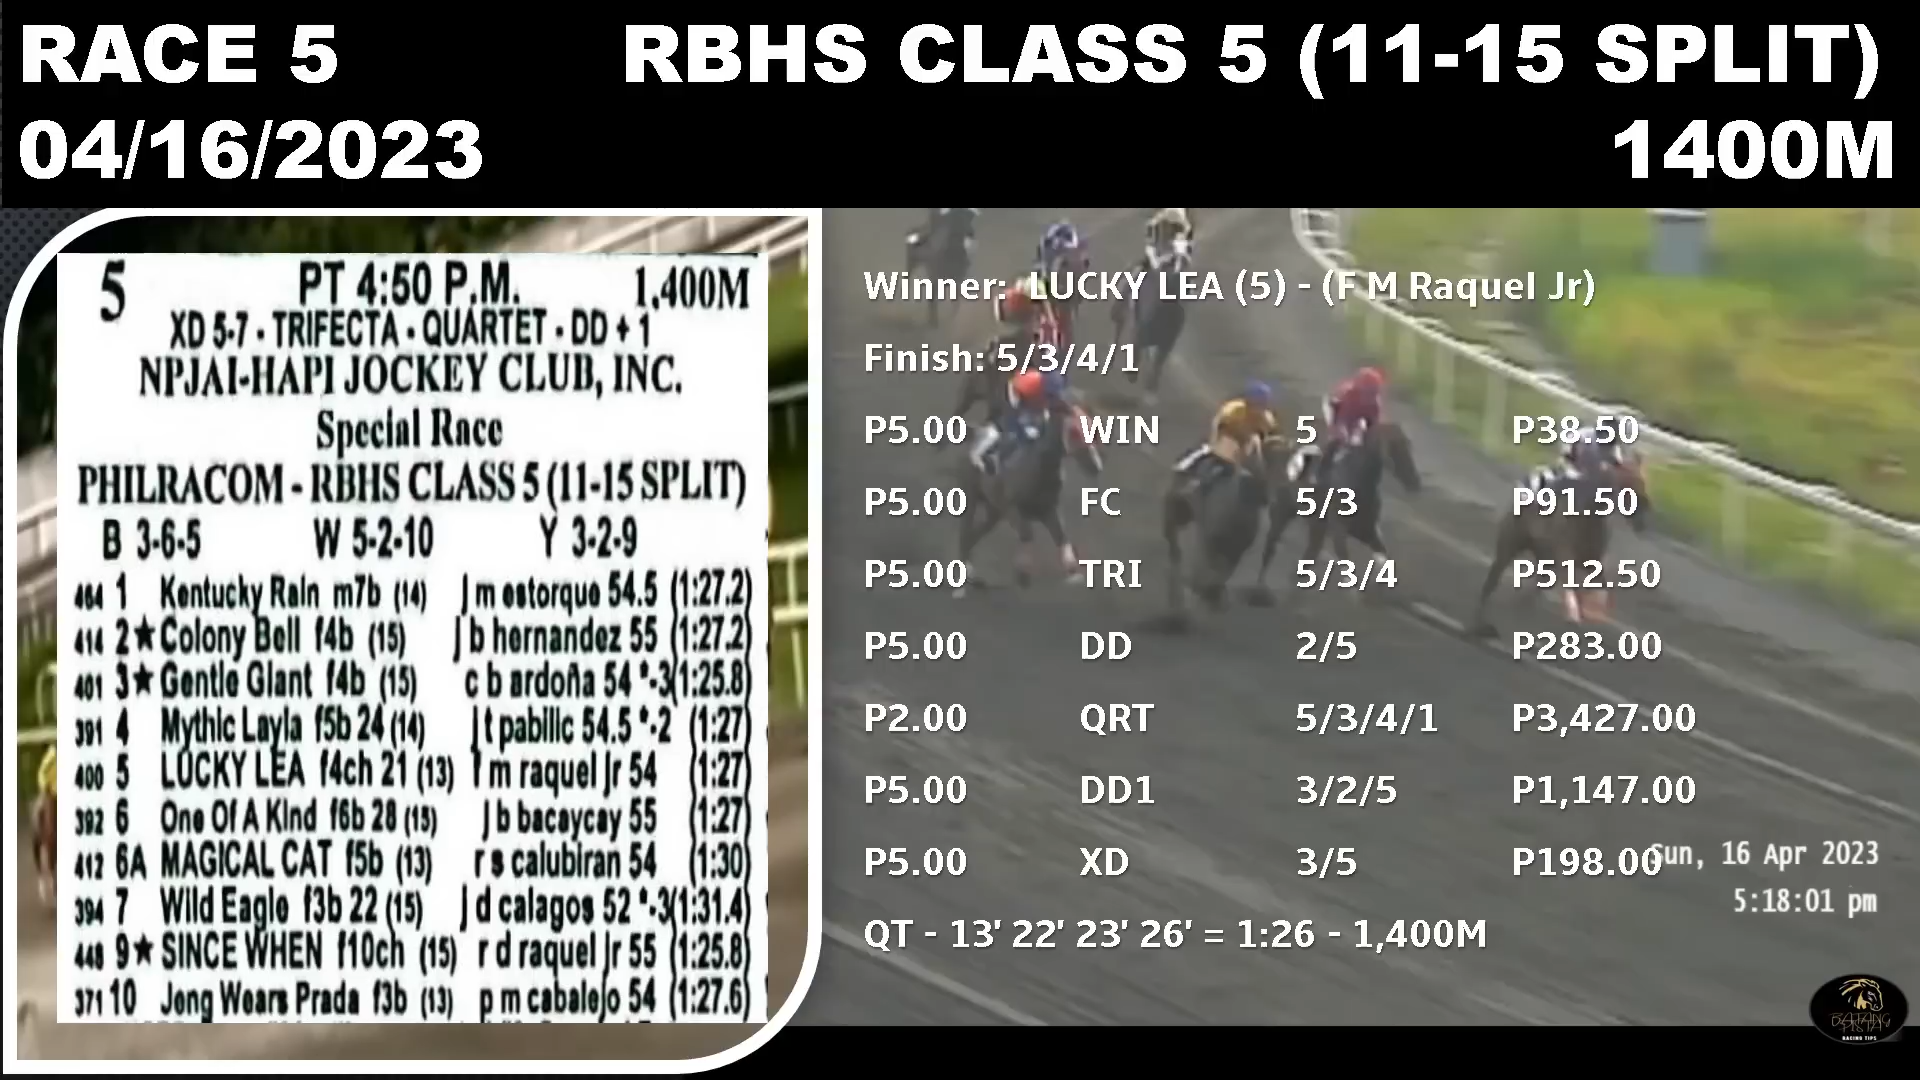 RACE 5
RBHS CLASS 5 (11-15 SPLIT)
04/16/2023
1400M
5 PT 4:50 P.M. 1,400M
XD 5-7 - TRIFECTA - QUARTET - DD + 1
NPJAI-HAPI JOCKEY CLUB, INC.
Special Race
PHILRACOM - RBHS CLASS 5 (11-15 SPLIT)
B 3-6-5 W 5-2-10 Y 3-2-9
464 1 Kentucky Rain m7b (14) j m estorque 54.5 (1:27.2)
414 2★ Colony Bell f4b (15) j b hernandez 55 (1:27.2)
401 3★ Gentle Giant f4b (15) c b ardoña 54 *-3 (1:25.8)
391 4 Mythic Layla f5b 24 (14) j t pabilic 54.5 *-2 (1:27)
400 5 LUCKY LEA f4ch 21 (13) f m raquel jr 54 (1:27)
392 6 One Of A Kind f6b 28 (15) j b bacaycay 55 (1:27)
412 6A MAGICAL CAT f5b (13) r s calubiran 54 (1:30)
394 7 Wild Eagle f3b 22 (15) j d calagos 52 *-3 (1:31.4)
448 9★ SINCE WHEN f10ch (15) r d raquel jr 55 (1:25.8)
371 10 Jeng Wears Prada f3b (13) p m cabalejo 54 (1:27.6)
Winner: LUCKY LEA (5) - (F M Raquel Jr)
Finish: 5/3/4/1
P5.00 WIN 5 P38.50
P5.00 FC 5/3 P91.50
P5.00 TRI 5/3/4 P512.50
P5.00 DD 2/5 P283.00
P2.00 QRT 5/3/4/1 P3,427.00
P5.00 DD1 3/2/5 P1,147.00
P5.00 XD 3/5 P198.00
Sun, 16 Apr 2023
5:18:01 pm
QT - 13' 22' 23' 26' = 1:26 - 1,400M
BATANG
PISTA
RACING TIPS